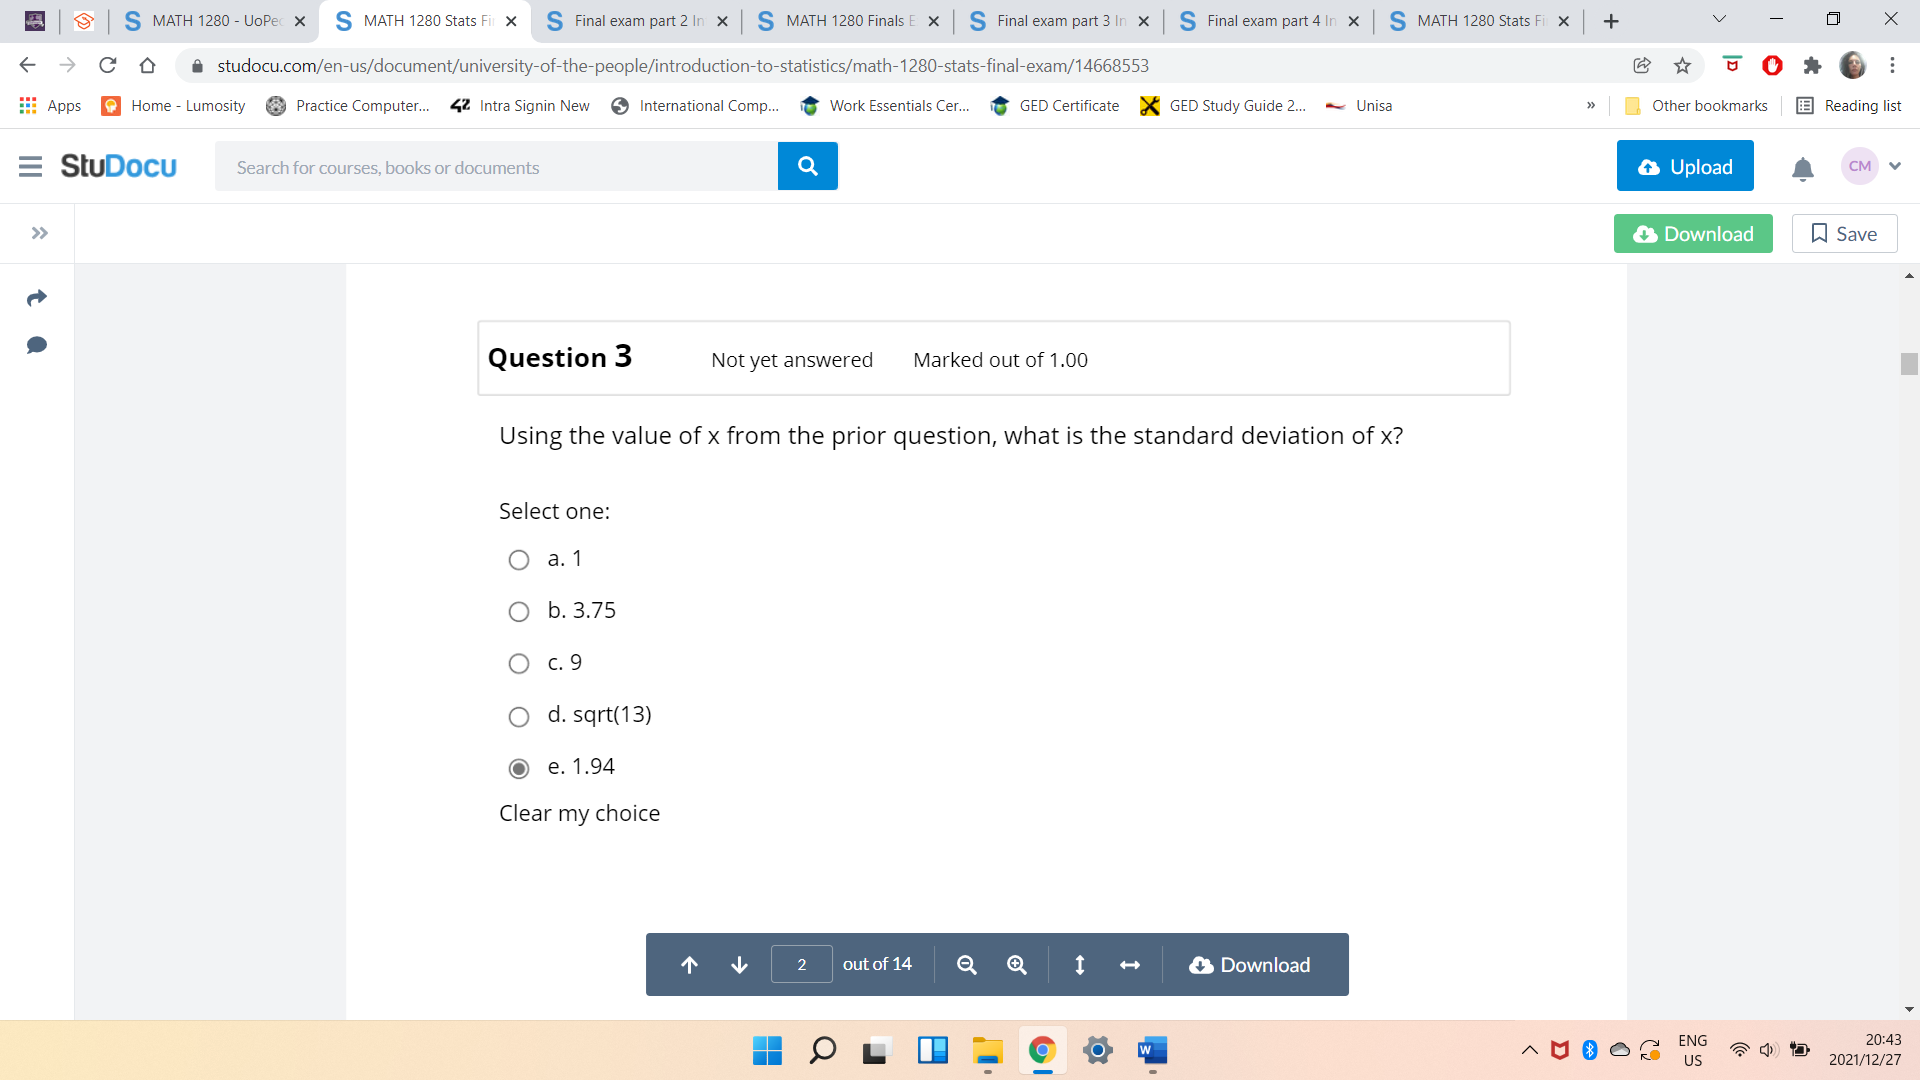 MATH 1280 - UoPeo
MATH 1280 Stats Fin
Final exam part 2 In
MATH 1280 Finals E
Final exam part 3 In
Final exam part 4 In
MATH 1280 Stats Fi
studocu.com/en-us/document/university-of-the-people/introduction-to-statistics/math-1280-stats-final-exam/14668553
Apps
Home - Lumosity
Practice Computer...
Intra Signin New
International Comp...
Work Essentials Cer...
GED Certificate
GED Study Guide 2...
Unisa
»
Other bookmarks
Reading list
StuDocu
Search for courses, books or documents
Upload
CM
Download
Save
Question 3 Not yet answered Marked out of 1.00
Using the value of x from the prior question, what is the standard deviation of x?
Select one:
a. 1
b. 3.75
c. 9
d. sqrt(13)
e. 1.94
Clear my choice
2 out of 14
Download
ENG
US
20:43
2021/12/27